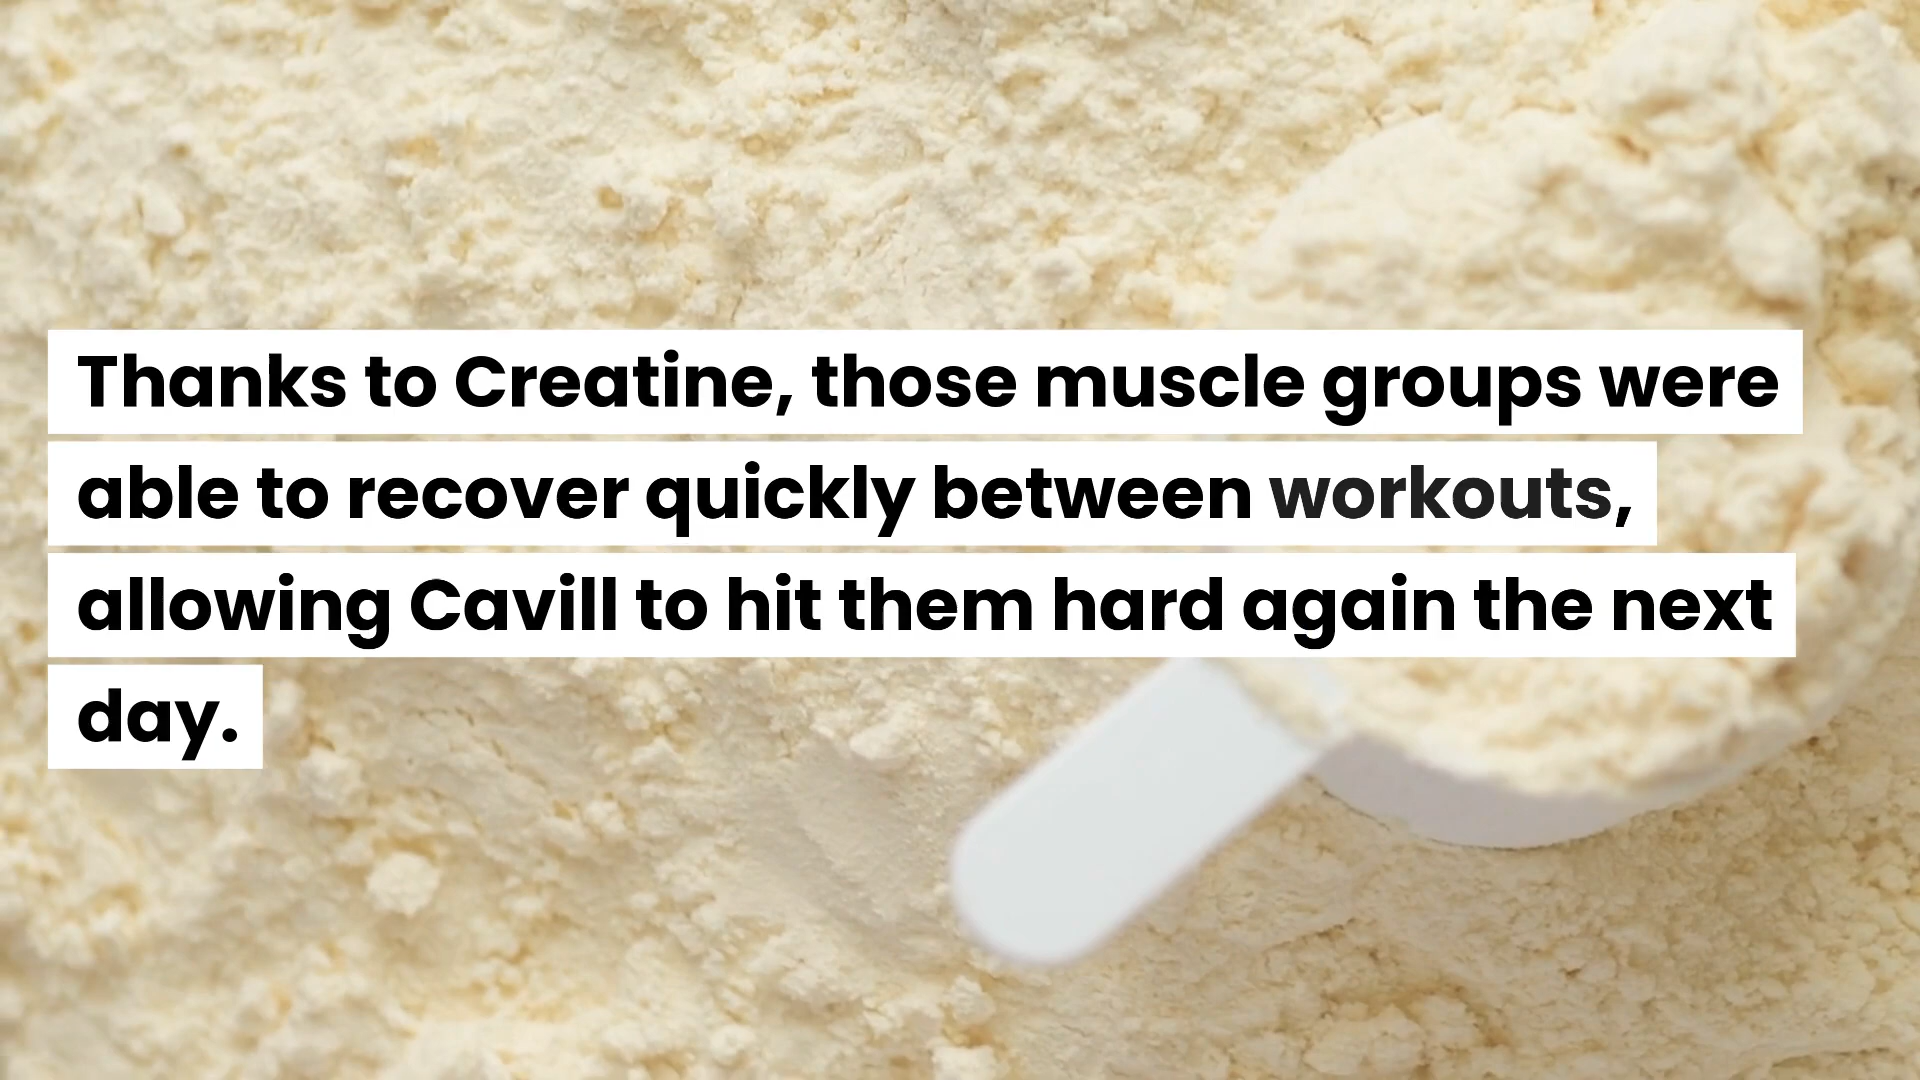 Thanks to Creatine, those muscle groups were
able to recover quickly between workouts,
allowing Cavill to hit them hard again the next
day.